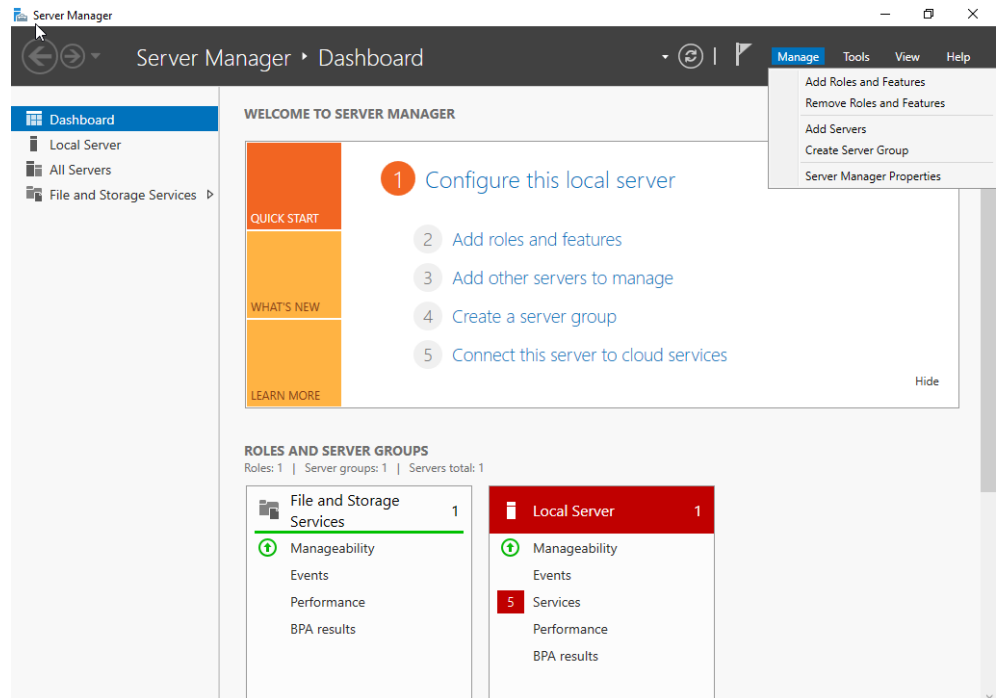 Server Manager
Server Manager • Dashboard
Manage Tools View Help
Add Roles and Features
Remove Roles and Features
Add Servers
Create Server Group
Server Manager Properties
Dashboard
Local Server
All Servers
File and Storage Services
WELCOME TO SERVER MANAGER
QUICK START
WHAT'S NEW
LEARN MORE
1 Configure this local server
2 Add roles and features
3 Add other servers to manage
4 Create a server group
5 Connect this server to cloud services
Hide
ROLES AND SERVER GROUPS
Roles: 1 | Server groups: 1 | Servers total: 1
File and Storage
Services 1
Manageability
Events
Performance
BPA results
Local Server 1
Manageability
Events
5 Services
Performance
BPA results